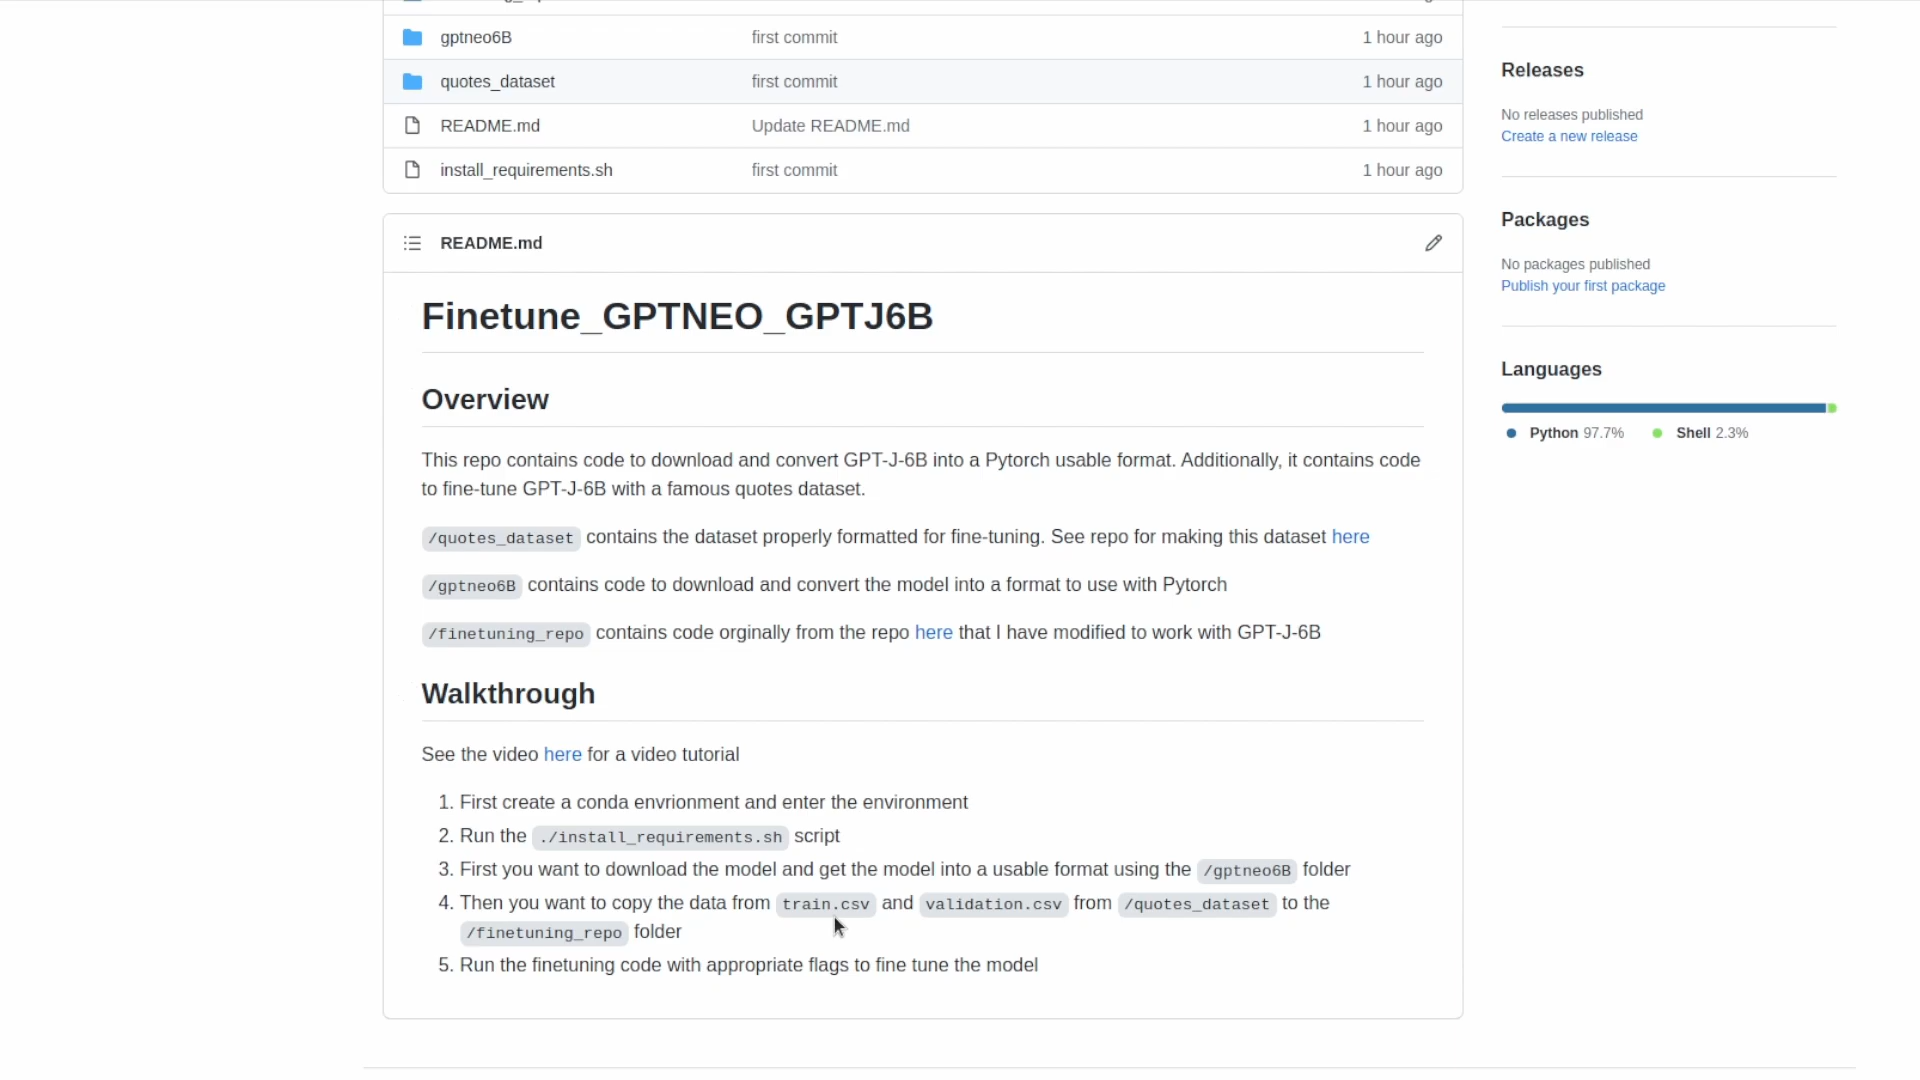 gptneo6B first commit 1 hour ago
quotes_dataset first commit 1 hour ago
README.md Update README.md 1 hour ago
install_requirements.sh first commit 1 hour ago
README.md
Finetune_GPTNEO_GPTJ6B
Overview
This repo contains code to download and convert GPT-J-6B into a Pytorch usable format. Additionally, it contains code
to fine-tune GPT-J-6B with a famous quotes dataset.
/quotes_dataset contains the dataset properly formatted for fine-tuning. See repo for making this dataset here
/gptneo6B contains code to download and convert the model into a format to use with Pytorch
/finetuning_repo contains code orginally from the repo here that I have modified to work with GPT-J-6B
Walkthrough
See the video here for a video tutorial
1. First create a conda envrionment and enter the environment
2. Run the ./install_requirements.sh script
3. First you want to download the model and get the model into a usable format using the /gptneo6B folder
4. Then you want to copy the data from train.csv and validation.csv from /quotes_dataset to the
/finetuning_repo folder
5. Run the finetuning code with appropriate flags to fine tune the model
Releases
No releases published
Create a new release
Packages
No packages published
Publish your first package
Languages
Python 97.7% Shell 2.3%